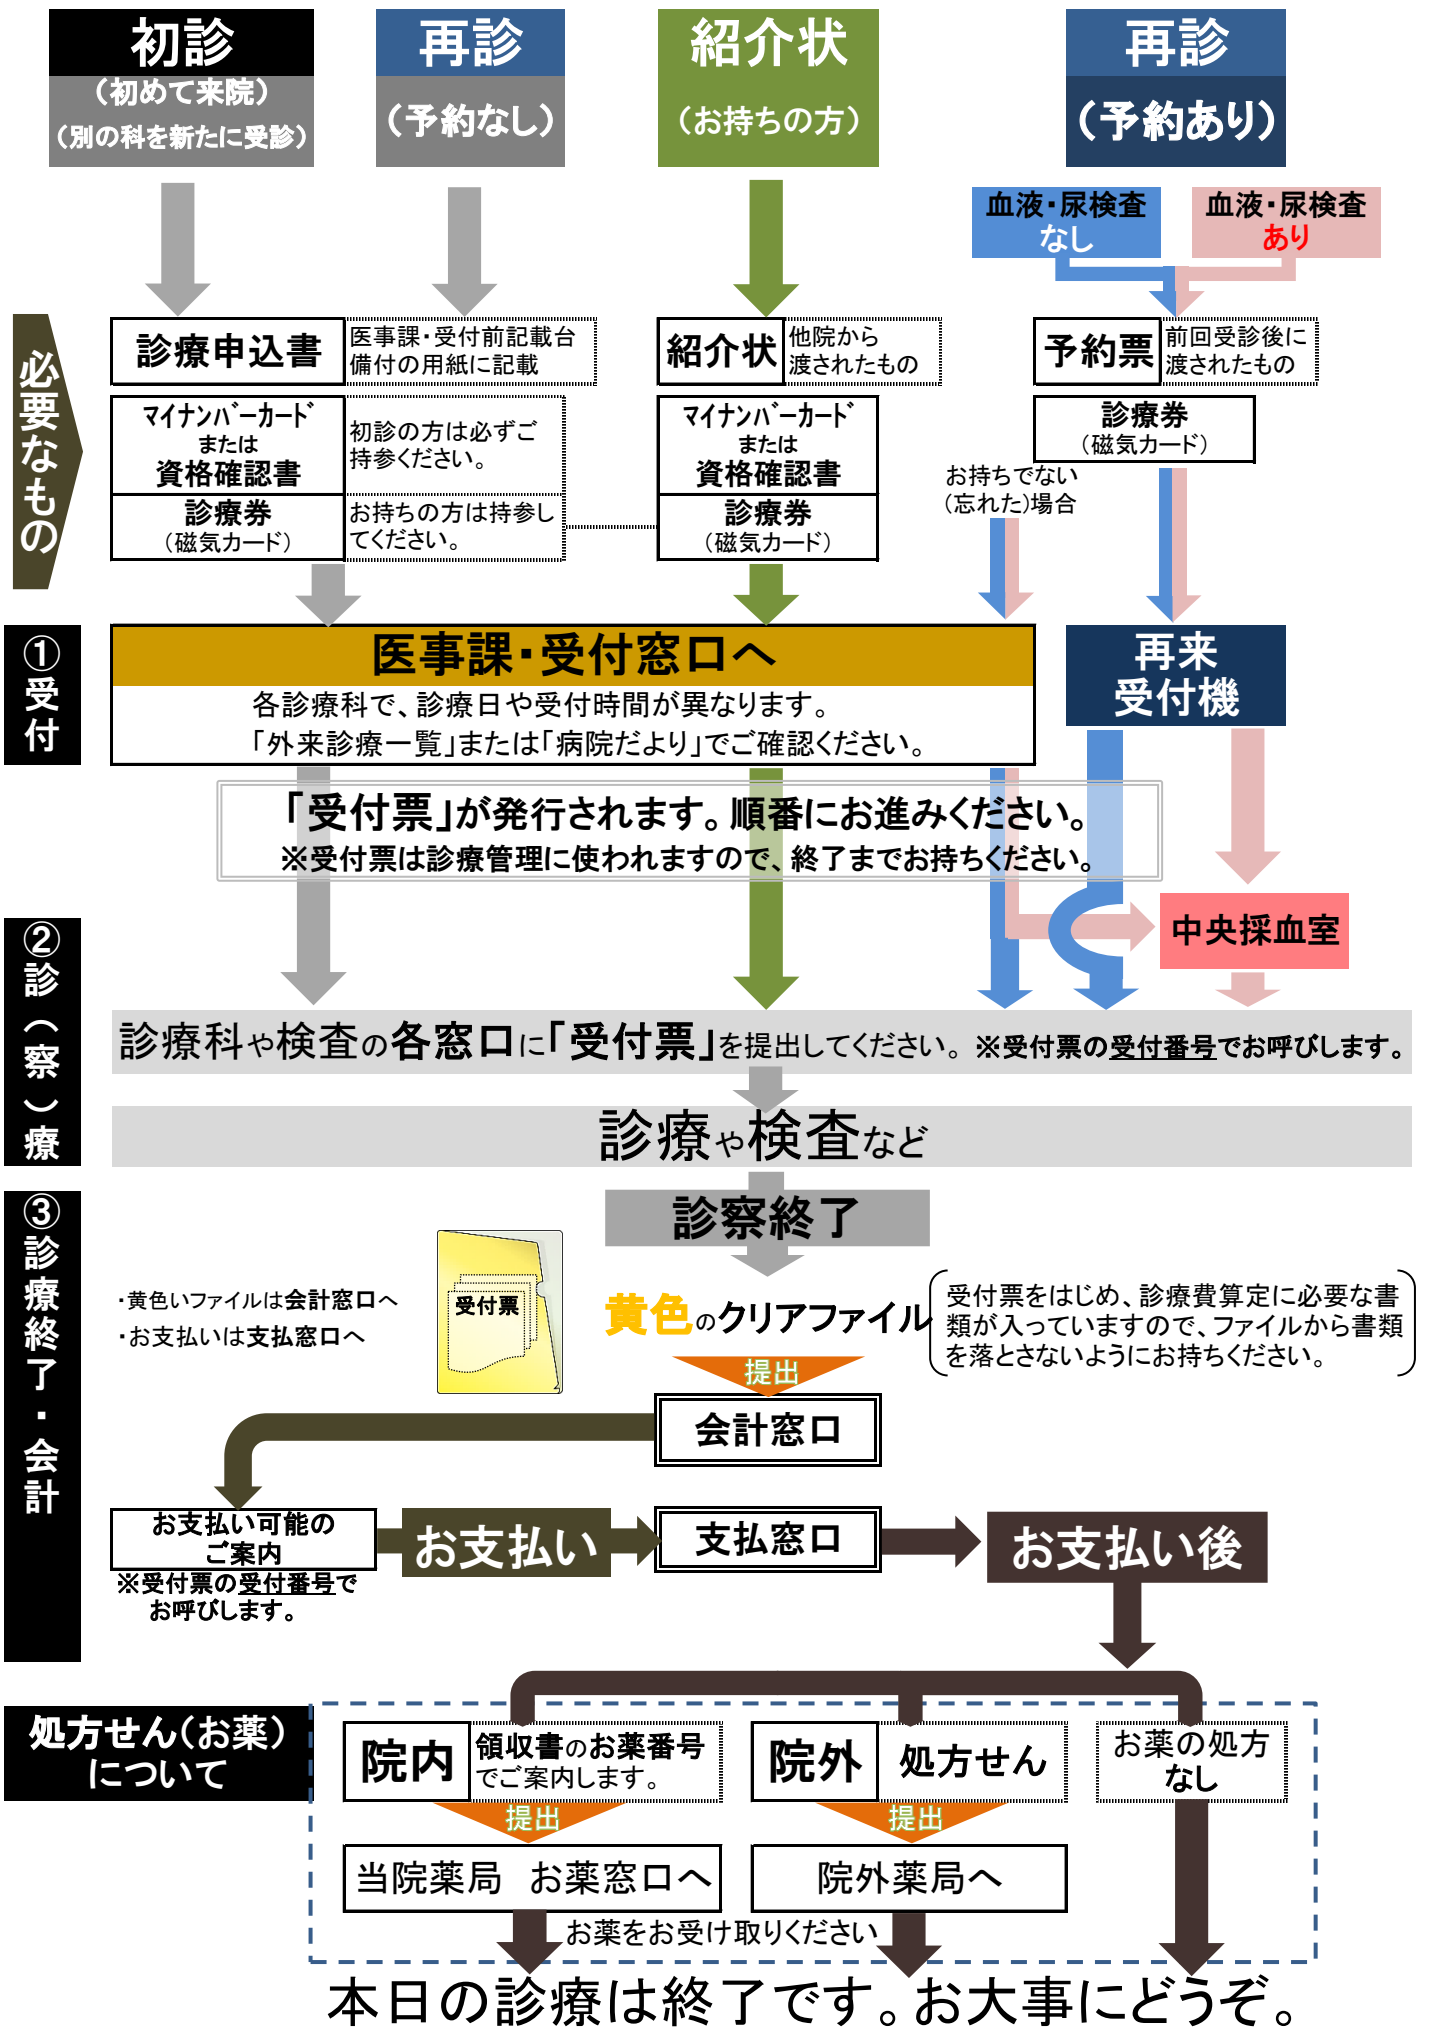 初診
（初めて来院）
（別の科を新たに受診）
再診
（予約なし）
紹介状
（お持ちの方）
再診
（予約あり）
血液・尿検査
なし
血液・尿検査
あり
必要なもの
診療申込書
医事課・受付前記載台
備付の用紙に記載
マイナンバーカード
または
資格確認書
初診の方は必ずご
持参ください。
診療券
（磁気カード）
お持ちの方は持参し
てください。
紹介状
他院から
渡されたもの
マイナンバーカード
または
資格確認書
診療券
（磁気カード）
予約票
前回受診後に
渡されたもの
診療券
（磁気カード）
お持ちでない
（忘れた）場合
①受付
医事課・受付窓口へ
各診療科で、診療日や受付時間が異なります。
「外来診療一覧」または「病院だより」でご確認ください。
再来
受付機
「受付票」が発行されます。順番にお進みください。
※受付票は診療管理に使われますので、終了までお持ちください。
中央採血室
②診（察）療
診療科や検査の各窓口に「受付票」を提出してください。※受付票の受付番号でお呼びします。
診療や検査など
③診療終了・会計
診察終了
・黄色いファイルは会計窓口へ
・お支払いは支払窓口へ
受付票
黄色のクリアファイル
受付票をはじめ、診療費算定に必要な書
類が入っていますので、ファイルから書類
を落とさないようにお持ちください。
提出
会計窓口
お支払い可能の
ご案内
※受付票の受付番号で
お呼びします。
お支払い
支払窓口
お支払い後
処方せん（お薬）
について
院内
領収書のお薬番号
でご案内します。
院外
処方せん
お薬の処方
なし
提出
提出
当院薬局　お薬窓口へ
院外薬局へ
お薬をお受け取りください
本日の診療は終了です。お大事にどうぞ。